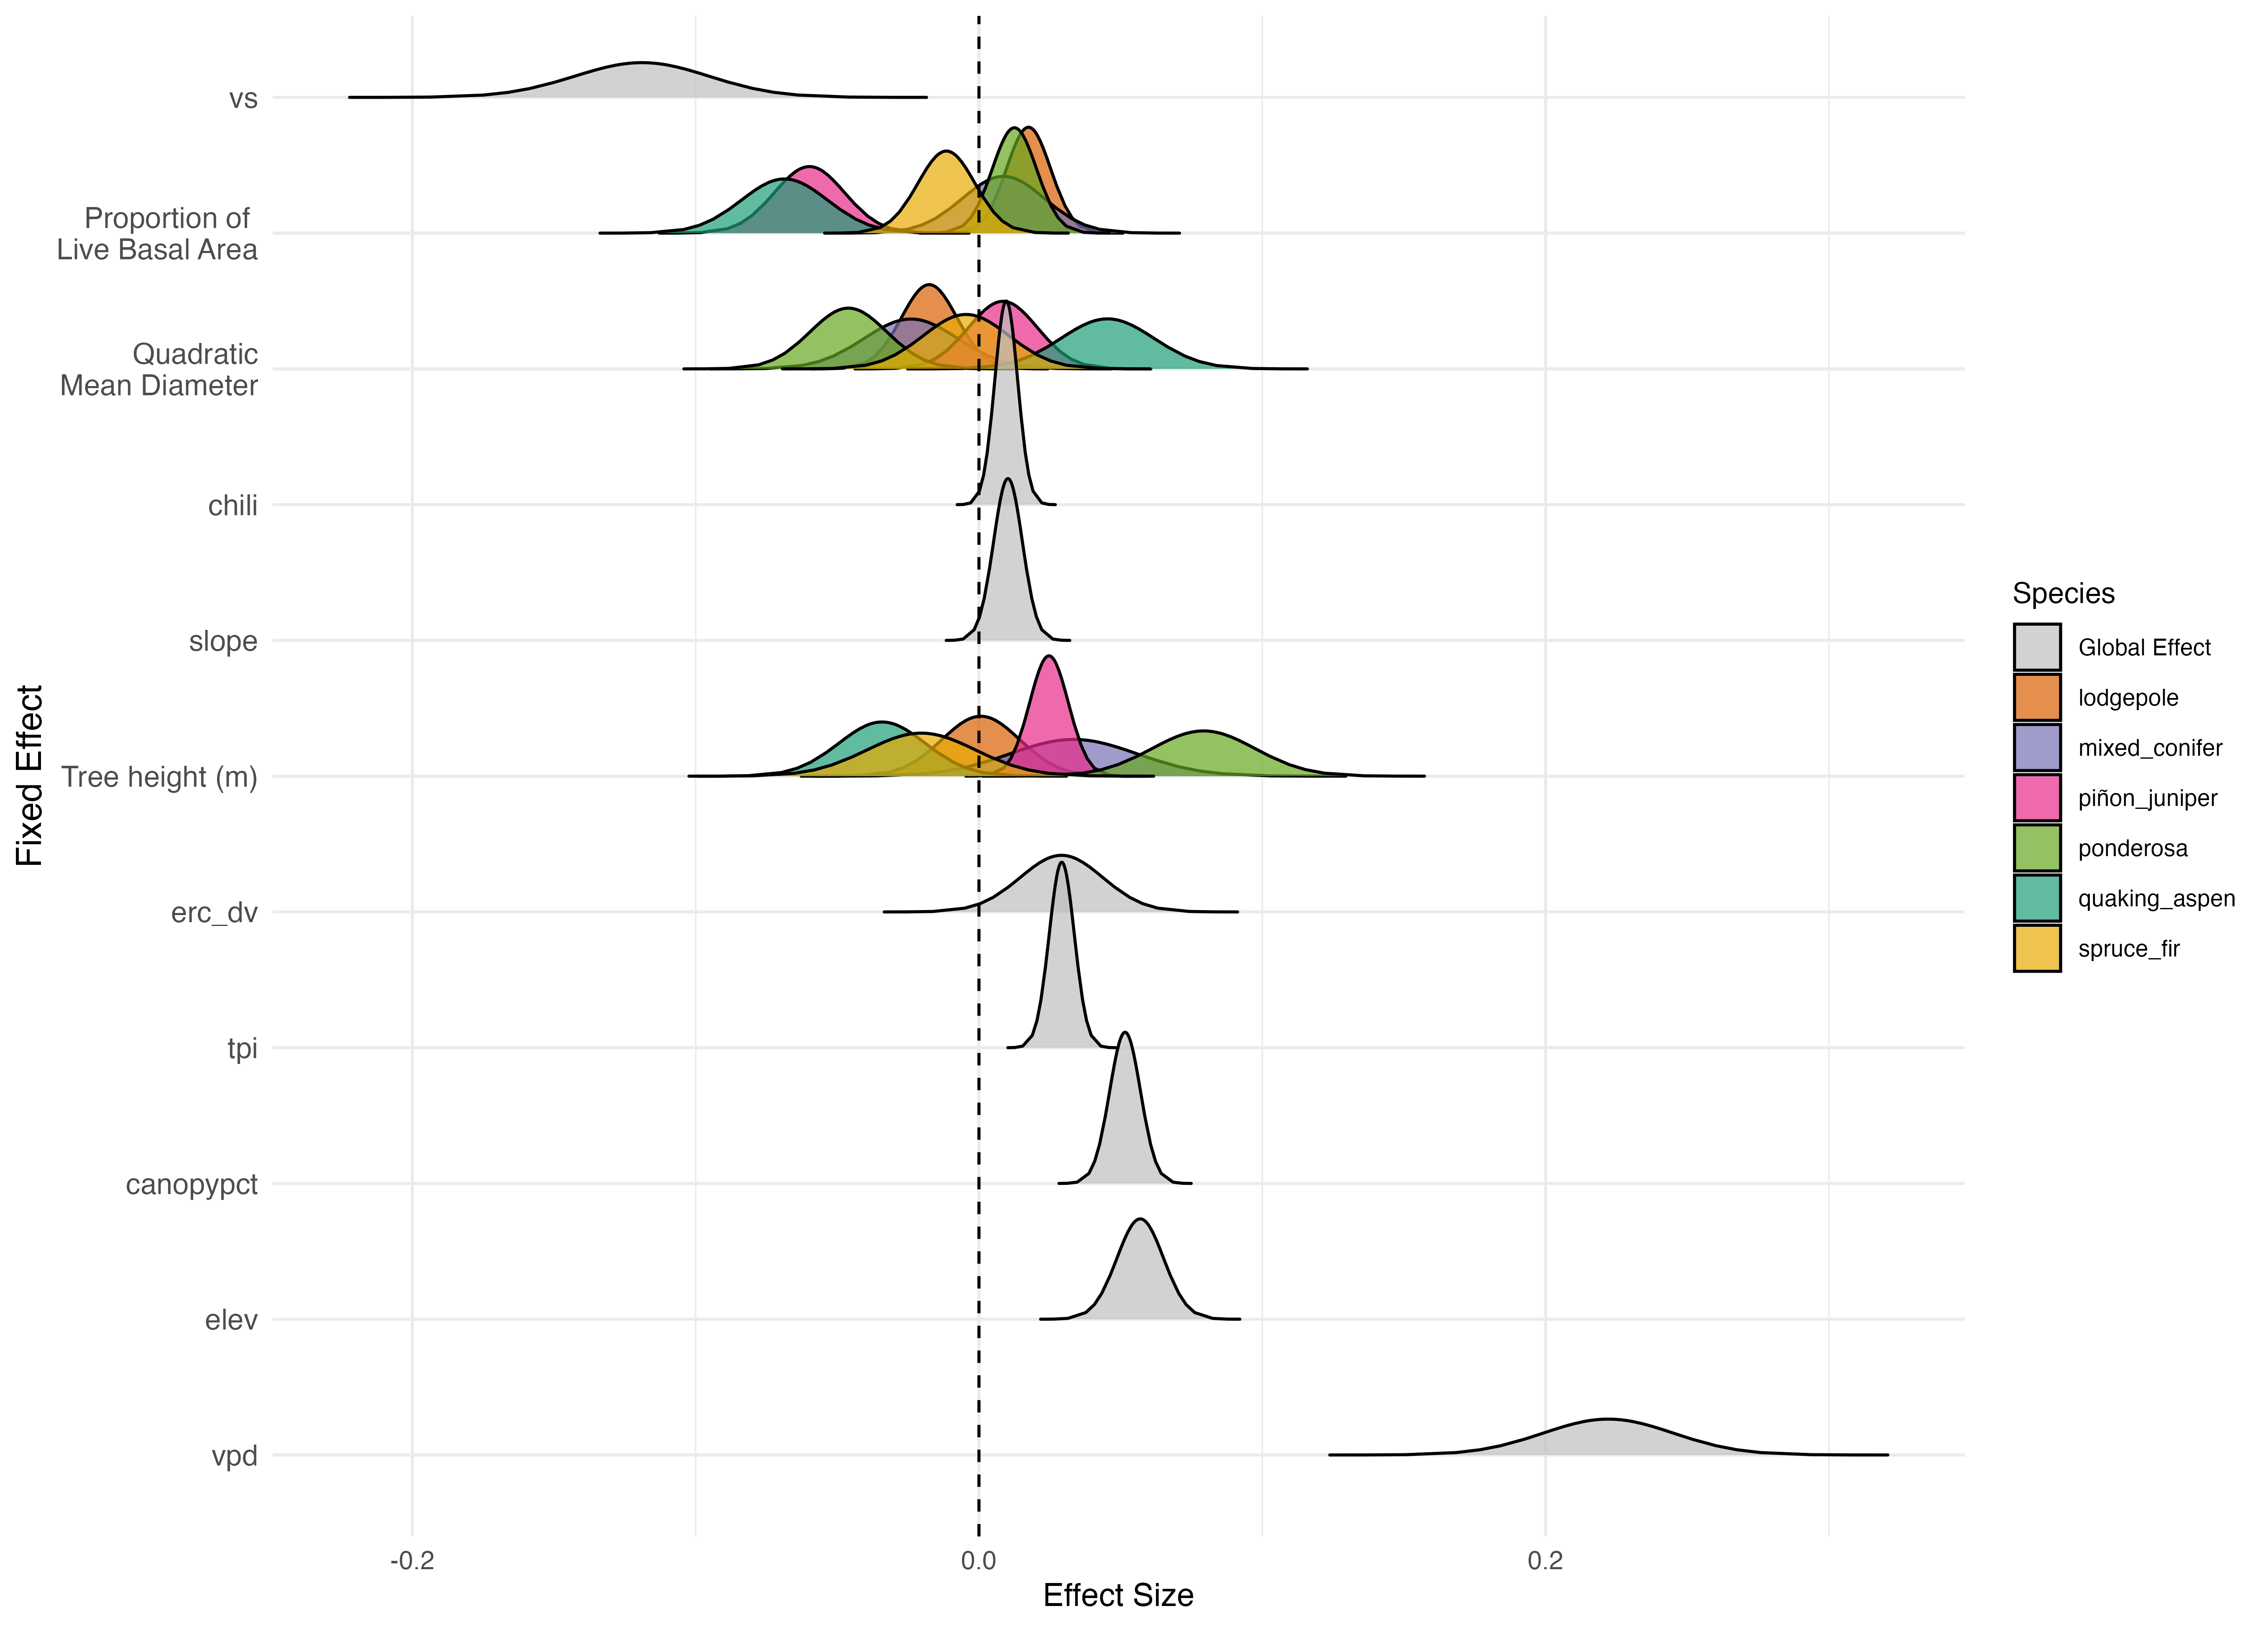 vs
Proportion of
Live Basal Area
Quadratic
Mean Diameter
chili
slope
Tree height (m)
erc_dv
tpi
canopypct
elev
vpd
Fixed Effect
-0.2
0.0
0.2
Effect Size
Species
Global Effect
lodgepole
mixed_conifer
piñon_juniper
ponderosa
quaking_aspen
spruce_fir